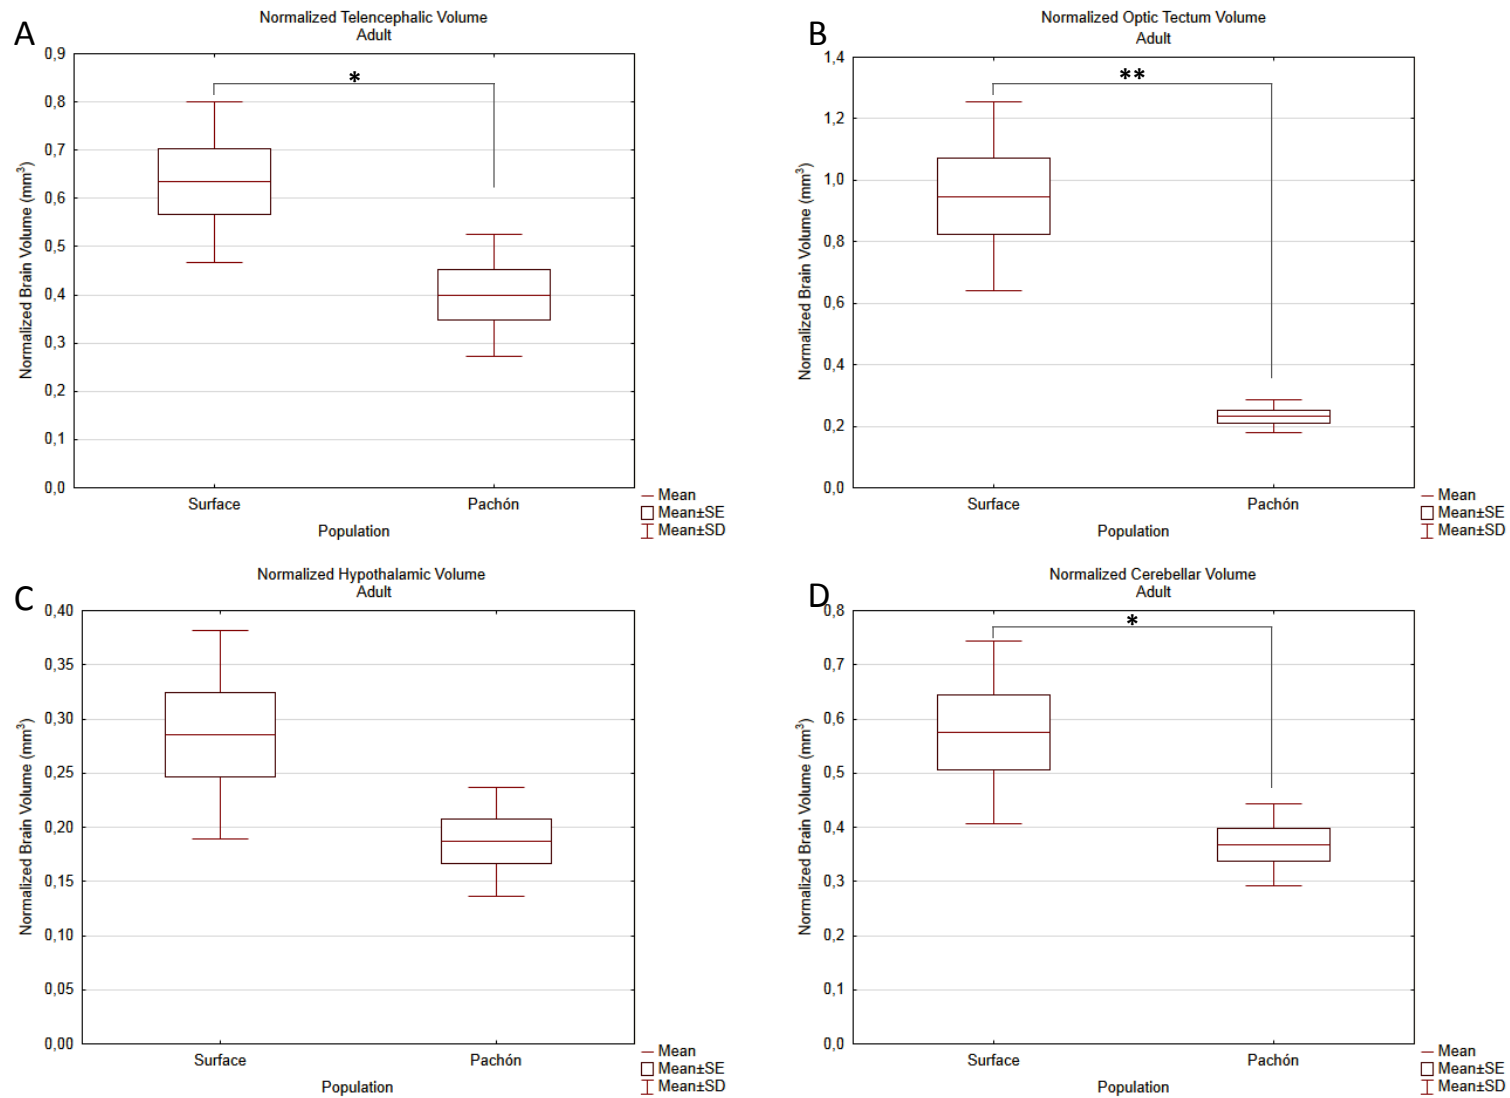 A
Normalized Telencephalic Volume
Adult
0,9
0,8
0,7
0,6
0,5
0,4
0,3
0,2
0,1
0,0
Normalized Brain Volume (mm³)
*
Surface
Pachón
Population
Mean
Mean±SE
Mean±SD
B
Normalized Optic Tectum Volume
Adult
1,4
1,2
1,0
0,8
0,6
0,4
0,2
0,0
Normalized Brain Volume (mm³)
**
Surface
Pachón
Population
Mean
Mean±SE
Mean±SD
C
Normalized Hypothalamic Volume
Adult
0,40
0,35
0,30
0,25
0,20
0,15
0,10
0,05
0,00
Normalized Brain Volume (mm³)
Surface
Pachón
Population
Mean
Mean±SE
Mean±SD
D
Normalized Cerebellar Volume
Adult
0,8
0,7
0,6
0,5
0,4
0,3
0,2
0,1
0,0
Normalized Brain Volume (mm³)
*
Surface
Pachón
Population
Mean
Mean±SE
Mean±SD